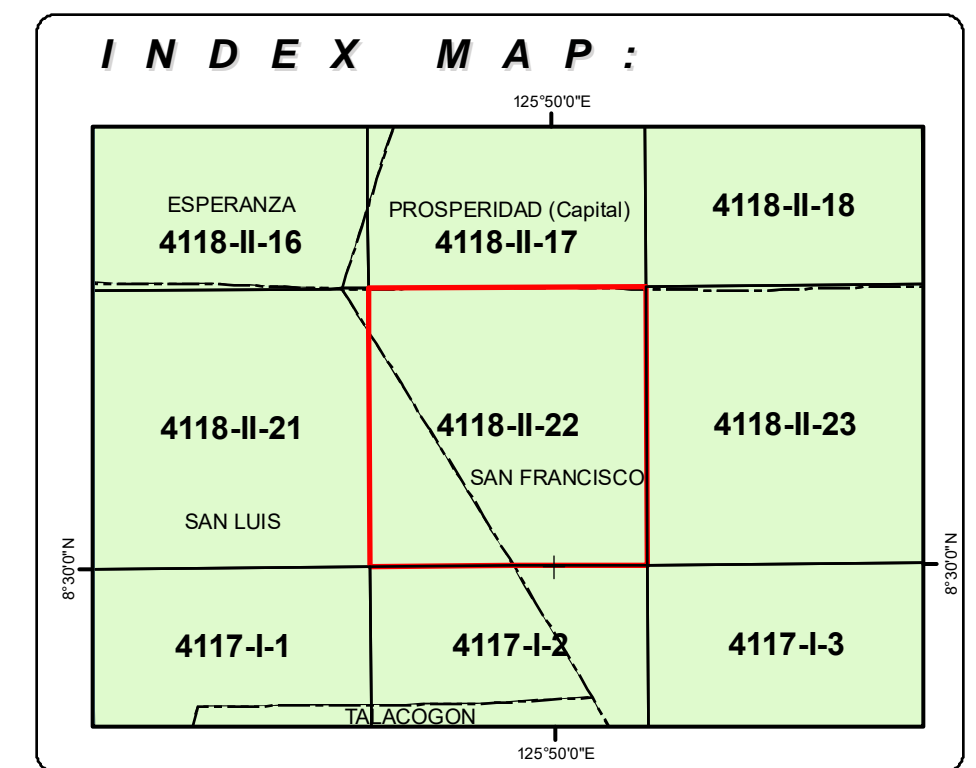 INDEX MAP:
125°50'0"E
ESPERANZA
4118-II-16
PROSPERIDAD (Capital)
4118-II-17
4118-II-18
4118-II-21
4118-II-22
4118-II-23
SAN FRANCISCO
SAN LUIS
8°30'0"N
8°30'0"N
4117-I-1
4117-I-2
4117-I-3
TALACOGON
125°50'0"E